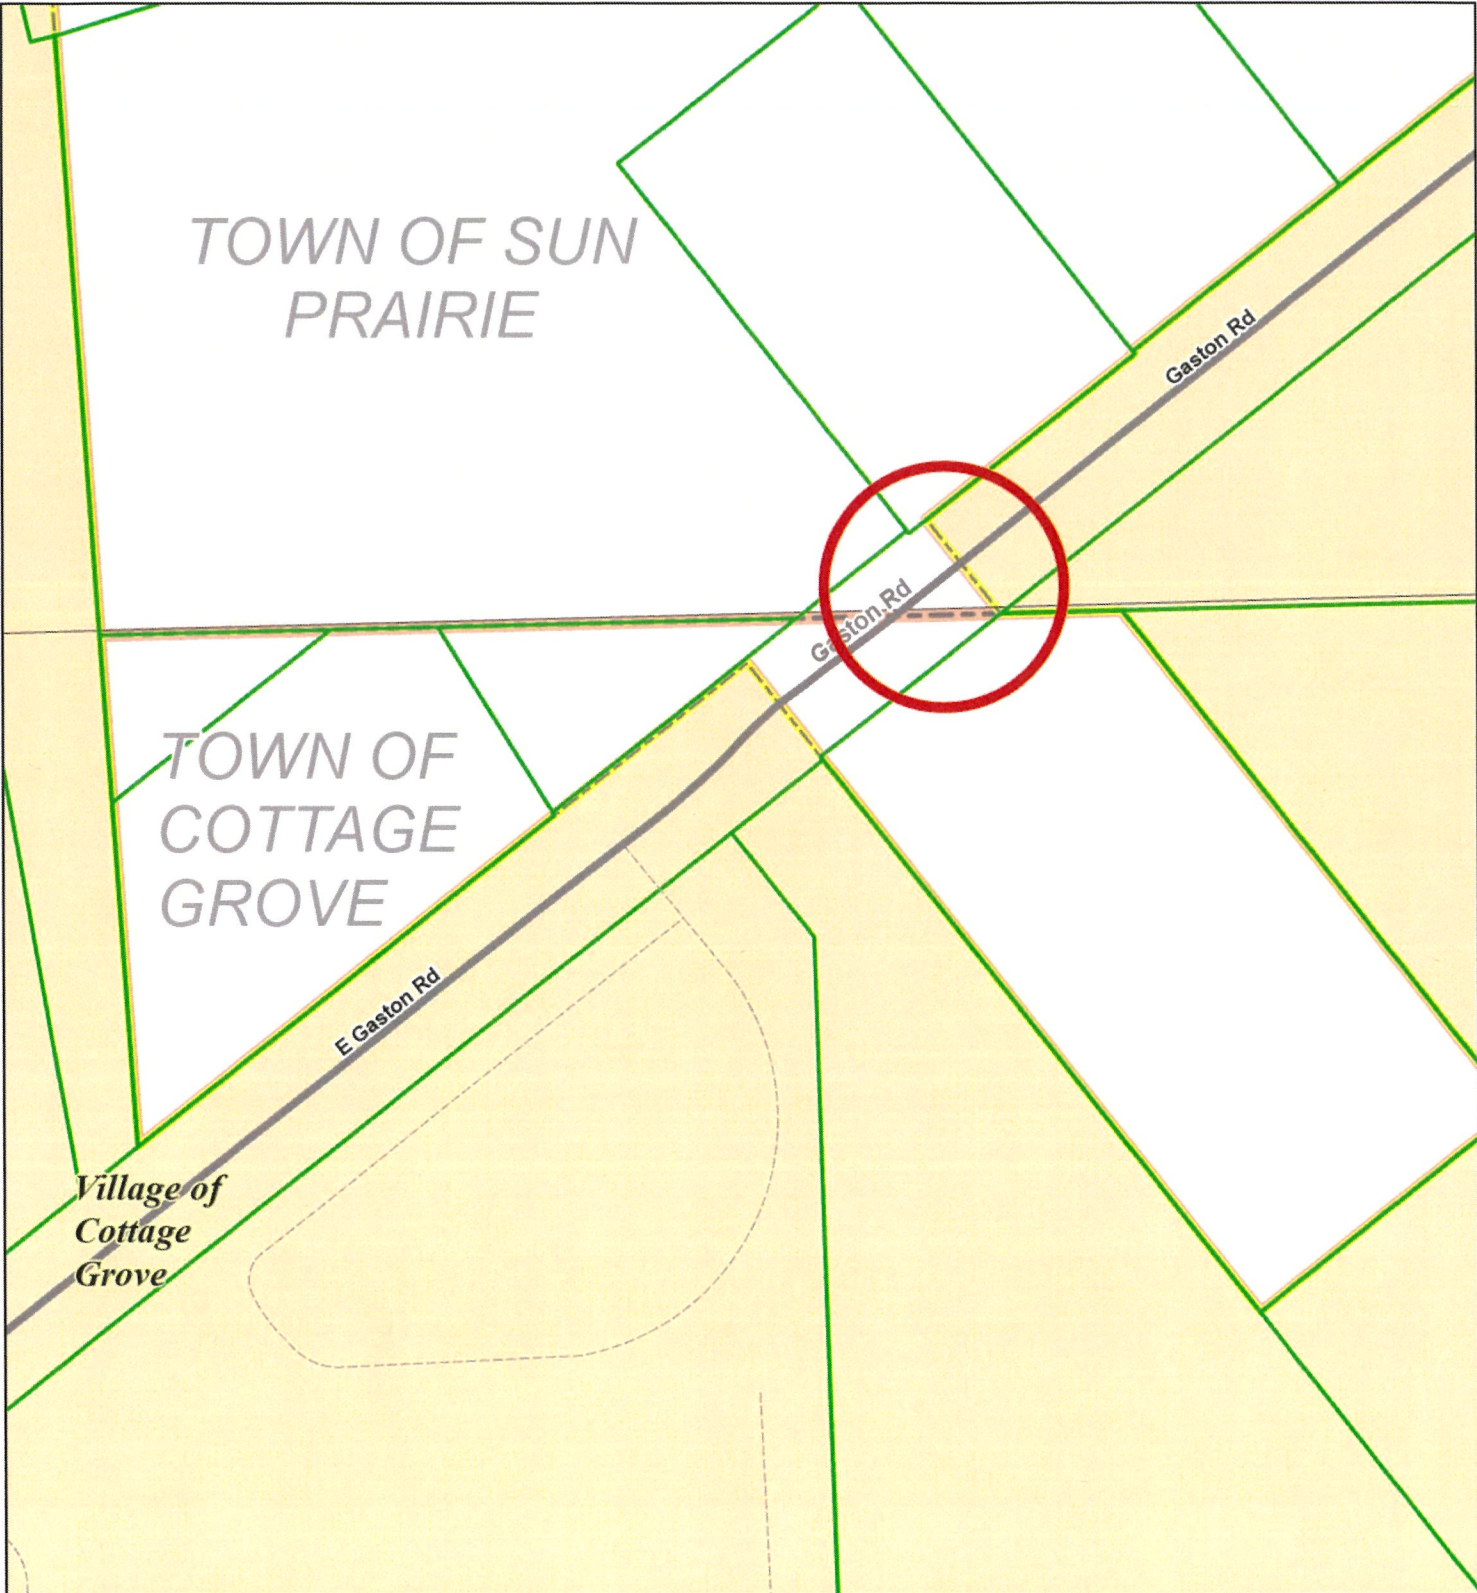 TOWN OF SUN
PRAIRIE
Gaston Rd
Gaston Rd
TOWN OF
COTTAGE
GROVE
E Gaston Rd
Village of
Cottage
Grove